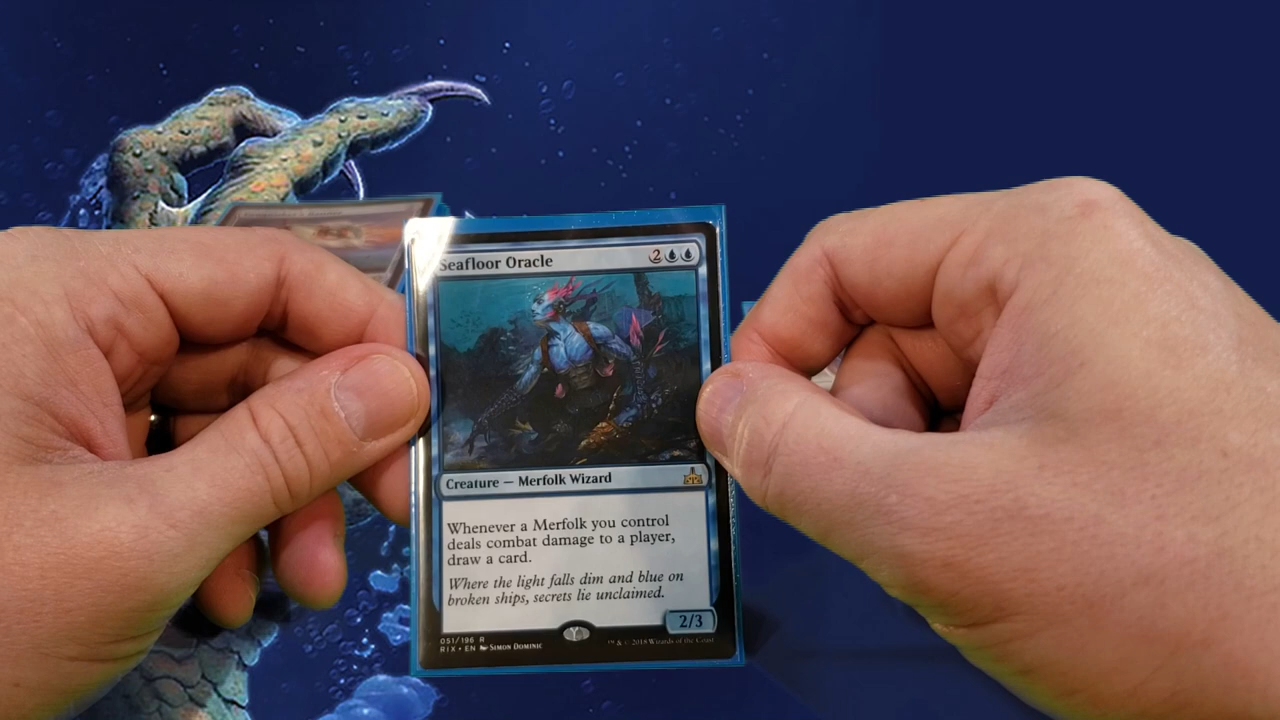 Seafloor Oracle 2
Creature — Merfolk Wizard
Whenever a Merfolk you control
deals combat damage to a player,
draw a card.
Where the light falls dim and blue on
broken ships, secrets lie unclaimed.
2/3
051/196 R
RIX • EN SIMON DOMINIC
™ & © 2018 Wizards of the Coast